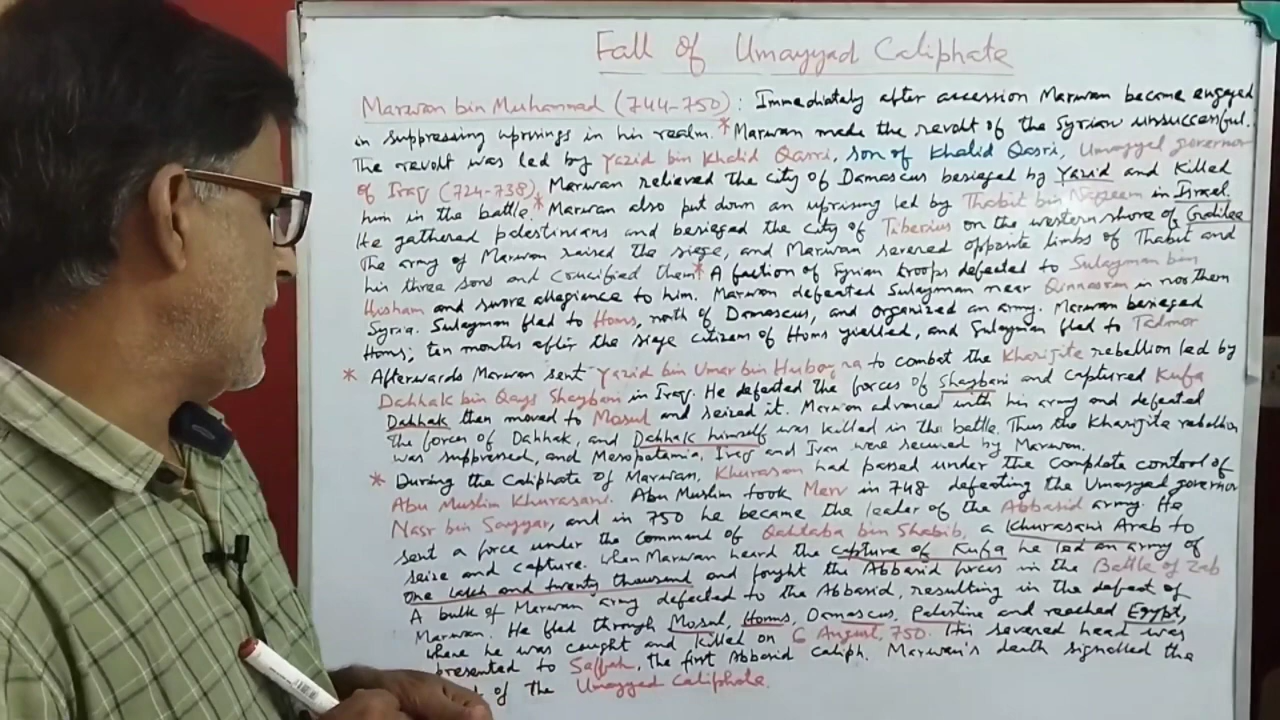 Fall of Umayyad Caliphate
Marwan bin Muhammad (744-750): Immediately after accession Marwan became engaged
in suppressing uprisings in his realm. * Marwan made the revolt of the Syrian unsuccessful.
The revolt was led by Yazid bin Khalid Qasri, son of Khalid Qasri, Umayyad governor
of Iraq (724-738) * Marwan relieved the city of Damascus besieged by Yazid and killed
him in the battle. * Marwan also put down an uprising led by Thabit bin Nafeem in Israel.
He gathered palestinians and besieged the city of Tiberius on the western shore of Galilee
The army of Marwan raised the siege, and Marwan severed opposite limbs of Thabit and
his three sons and crucified them * A faction of Syrian troops defected to Sulayman bin
Hisham and swore allegiance to him. Marwan defeated Sulayman near Qinnasrin in northern
Syria. Sulayman fled to Homs, north of Damascus, and organized an army. Marwan besieged
Homs; ten months after the siege citizen of Homs yielded, and Sulayman fled to Tadmor
* Afterwards Marwan sent Yazid bin Umar bin Hubayra to combat the Kharijite rebellion led by
Dahhak bin Qays Shaybani in Iraq. He defeated the forces of Shaybani and captured Kufa
Dahhak then moved to Mosul and seized it. Marwan advanced with his army and defeated
the forces of Dahhak, and Dahhak himself was killed in the battle. Thus the Kharijite rebellion
was suppressed, and Mesopotamia, Iraq and Iran were secured by Marwan.
* During the Caliphate of Marwan, Khurasan had passed under the complete control of
Abu Muslim Khurasani. Abu Muslim took Merv in 748 defeating the Umayyad governor
Nasr bin Sayyar, and in 750 he became the leader of the Abbasid army. He
sent a force under the command of Qahtaba bin Shabib, a Khurasani Arab to
seize and capture. When Marwan heard the capture of Kufa he led an army of
one lakh and twenty thousand and fought the Abbasid forces in the Battle of Zab
A bulk of Marwan army defected to the Abbasid, resulting in the defeat of
Marwan. He fled through Mosul, Homs, Damascus, Palestine and reached Egypt,
where he was caught and killed on 6 August, 750. His severed head was
presented to Saffah, the first Abbasid caliph. Marwan's death signalled the
of the Umayyad Caliphate.